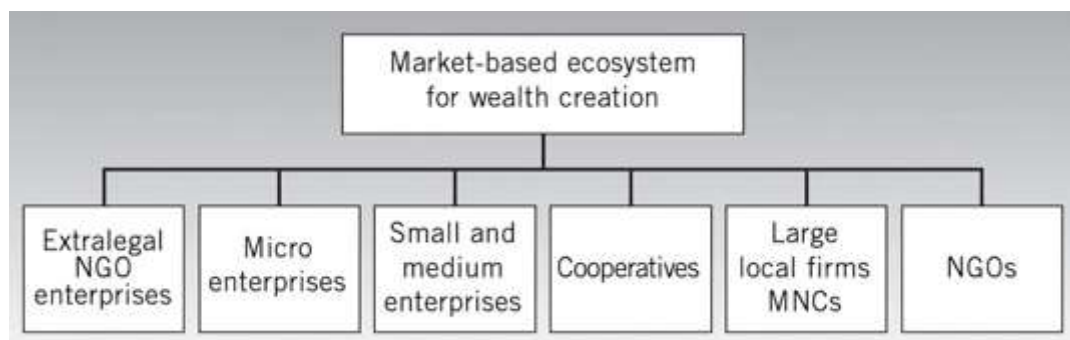 Market-based ecosystem
for wealth creation
Extralegal
NGO
enterprises
Micro
enterprises
Small and
medium
enterprises
Cooperatives
Large
local firms
MNCs
NGOs